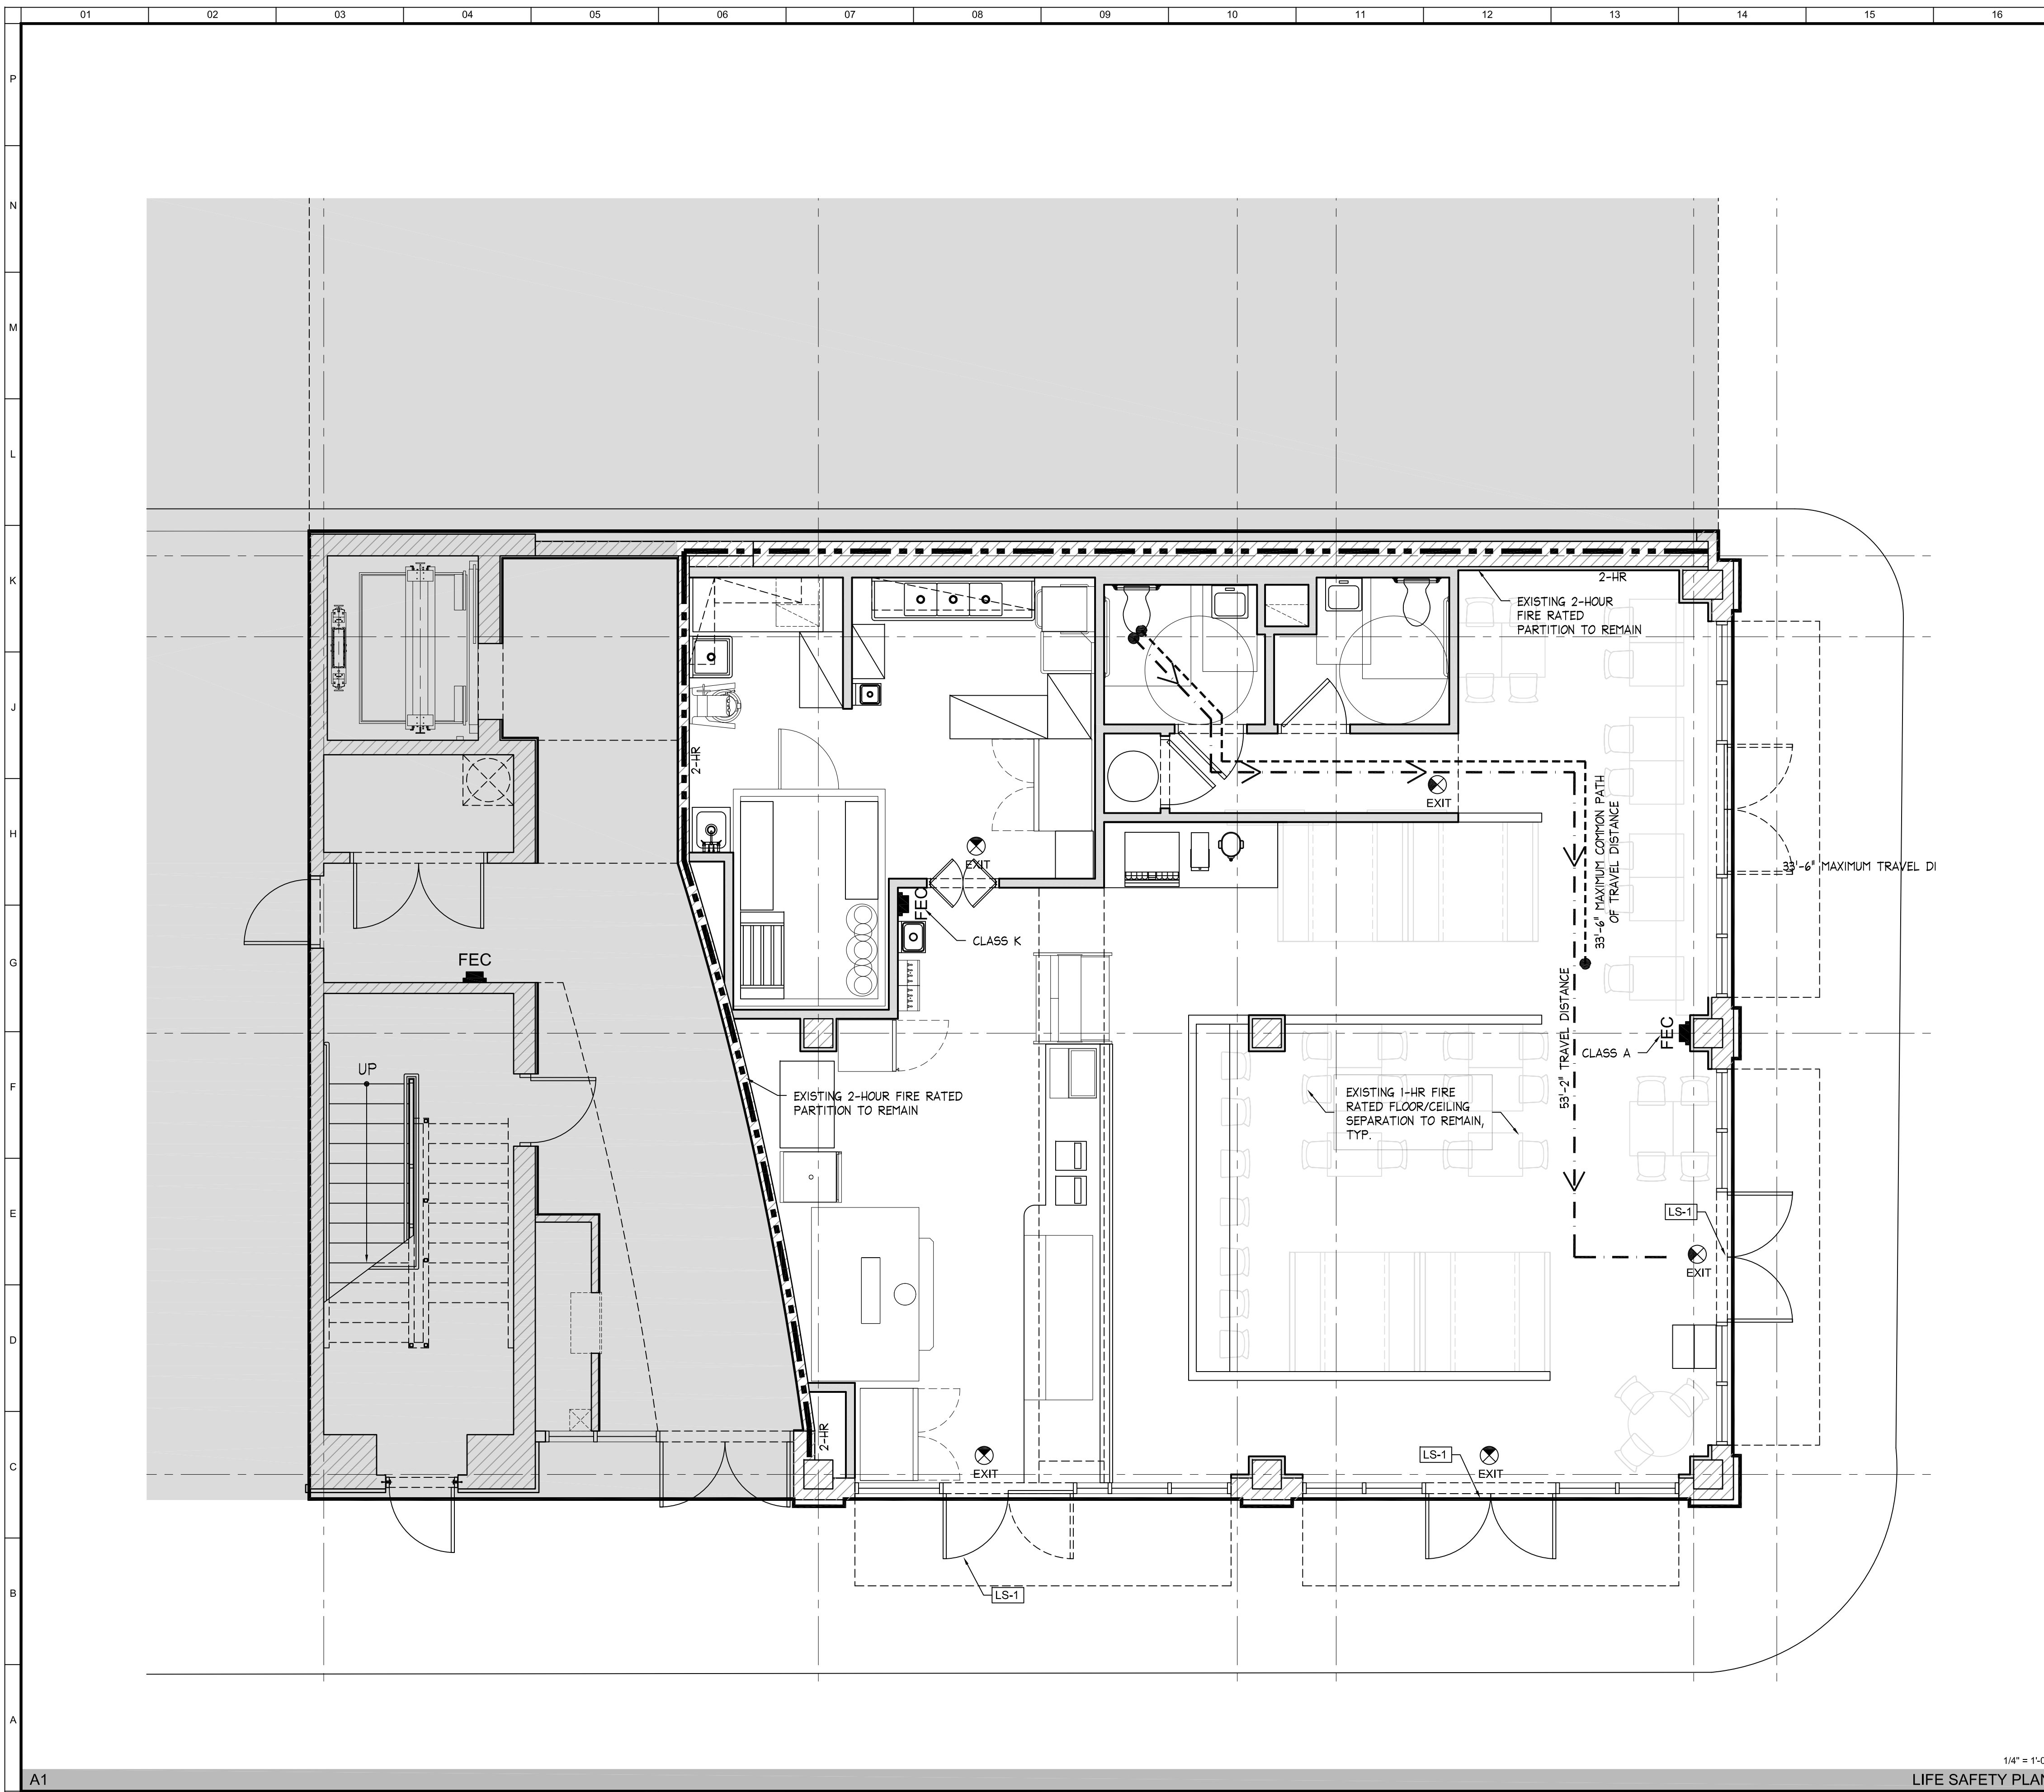 01 02 03 04 05 06 07 08 09 10 11 12 13 14 15 16
P
N
M
L
K
J
H
G
F
E
D
C
B
A
2-HR
EXISTING 2-HOUR
FIRE RATED
PARTITION TO REMAIN
2-HR
EXIT
EXIT
33'-6" MAXIMUM COMMON PATH
OF TRAVEL DISTANCE
33'-6" MAXIMUM TRAVEL DI
FEC
CLASS K
FEC
53'-2" TRAVEL DISTANCE
FEC
CLASS A
UP
EXISTING 2-HOUR FIRE RATED
PARTITION TO REMAIN
EXISTING 1-HR FIRE
RATED FLOOR/CEILING
SEPARATION TO REMAIN,
TYP.
LS-1
EXIT
2-HR
EXIT
LS-1
EXIT
LS-1
1/4" = 1'-0
A1
LIFE SAFETY PLAN